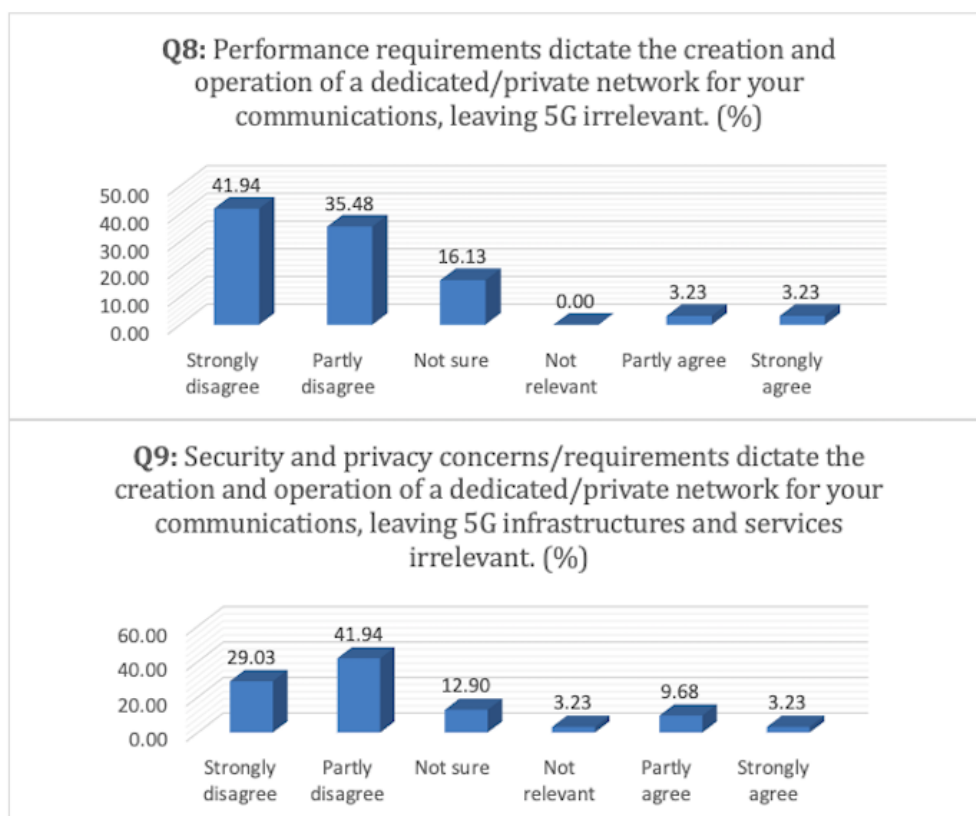 Q8: Performance requirements dictate the creation and
operation of a dedicated/private network for your
communications, leaving 5G irrelevant. (%)
50.00
40.00
30.00
20.00
10.00
0.00
41.94
35.48
16.13
0.00
3.23
3.23
Strongly
disagree
Partly
disagree
Not sure
Not
relevant
Partly agree
Strongly
agree
Q9: Security and privacy concerns/requirements dictate the
creation and operation of a dedicated/private network for your
communications, leaving 5G infrastructures and services
irrelevant. (%)
60.00
40.00
20.00
0.00
29.03
41.94
12.90
3.23
9.68
3.23
Strongly
disagree
Partly
disagree
Not sure
Not
relevant
Partly
agree
Strongly
agree